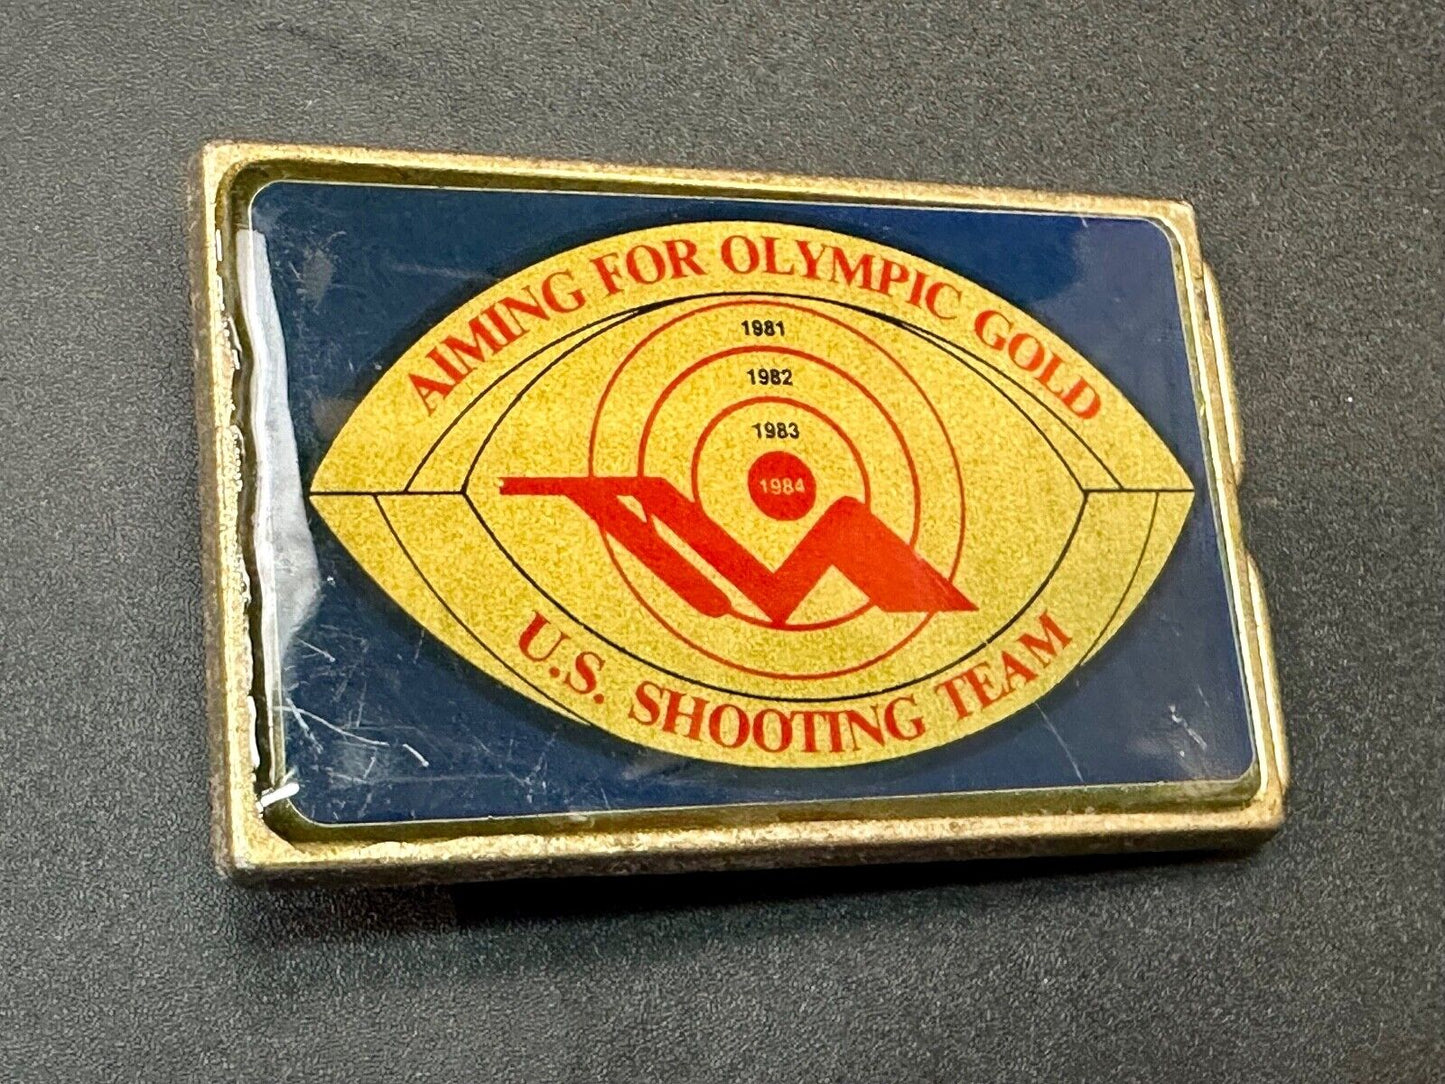 AIMING FOR OLYMPIC GOLD
1981
1982
1983
1984
U.S. SHOOTING TEAM